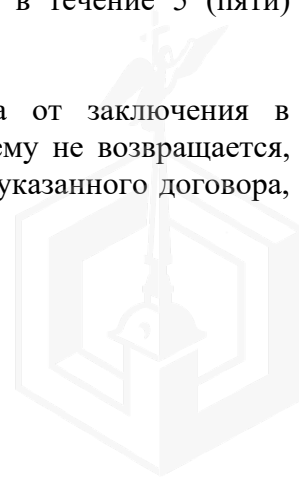 в течение 5 (пяти)
от заключения в
ему не возвращается,
указанного договора,